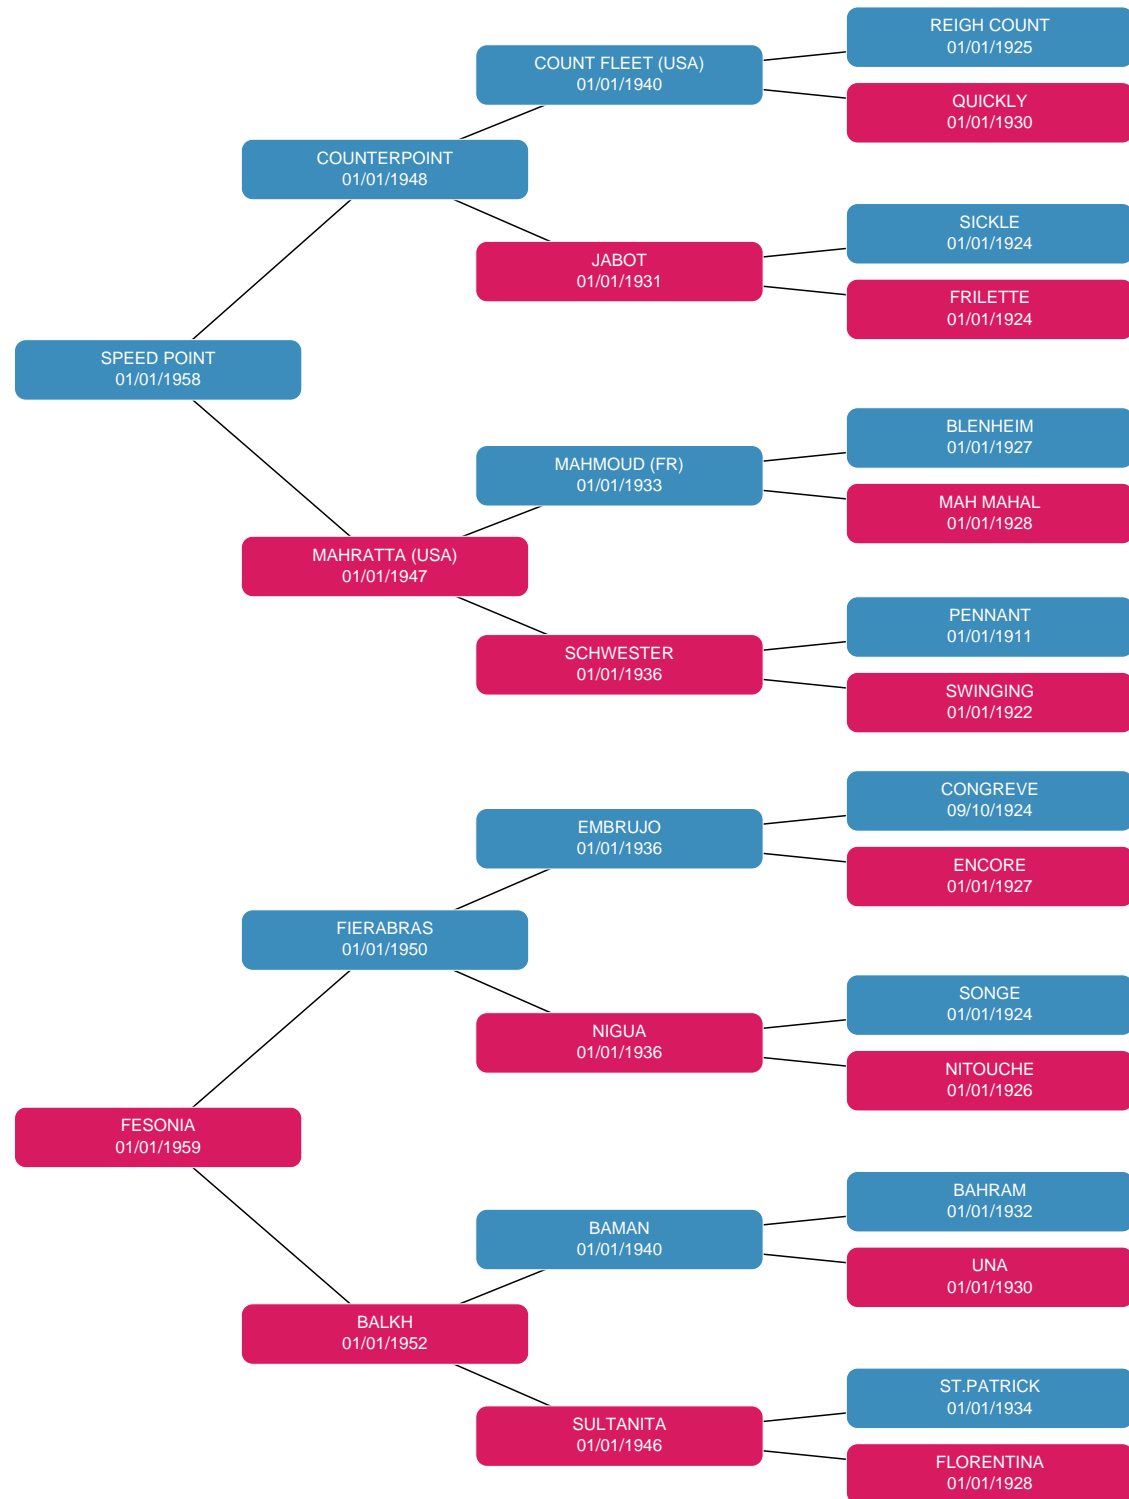 REIGH COUNT
01/01/1925
COUNT FLEET (USA)
01/01/1940
QUICKLY
01/01/1930
COUNTERPOINT
01/01/1948
SICKLE
01/01/1924
JABOT
01/01/1931
FRILETTE
01/01/1924
SPEED POINT
01/01/1958
BLENHEIM
01/01/1927
MAHMOUD (FR)
01/01/1933
MAH MAHAL
01/01/1928
MAHRATTA (USA)
01/01/1947
PENNANT
01/01/1911
SCHWESTER
01/01/1936
SWINGING
01/01/1922
CONGREVE
09/10/1924
EMBRUJO
01/01/1936
ENCORE
01/01/1927
FIERABRAS
01/01/1950
SONGE
01/01/1924
NIGUA
01/01/1936
NITOUCHE
01/01/1926
FESONIA
01/01/1959
BAHRAM
01/01/1932
BAMAN
01/01/1940
UNA
01/01/1930
BALKH
01/01/1952
ST.PATRICK
01/01/1934
SULTANITA
01/01/1946
FLORENTINA
01/01/1928